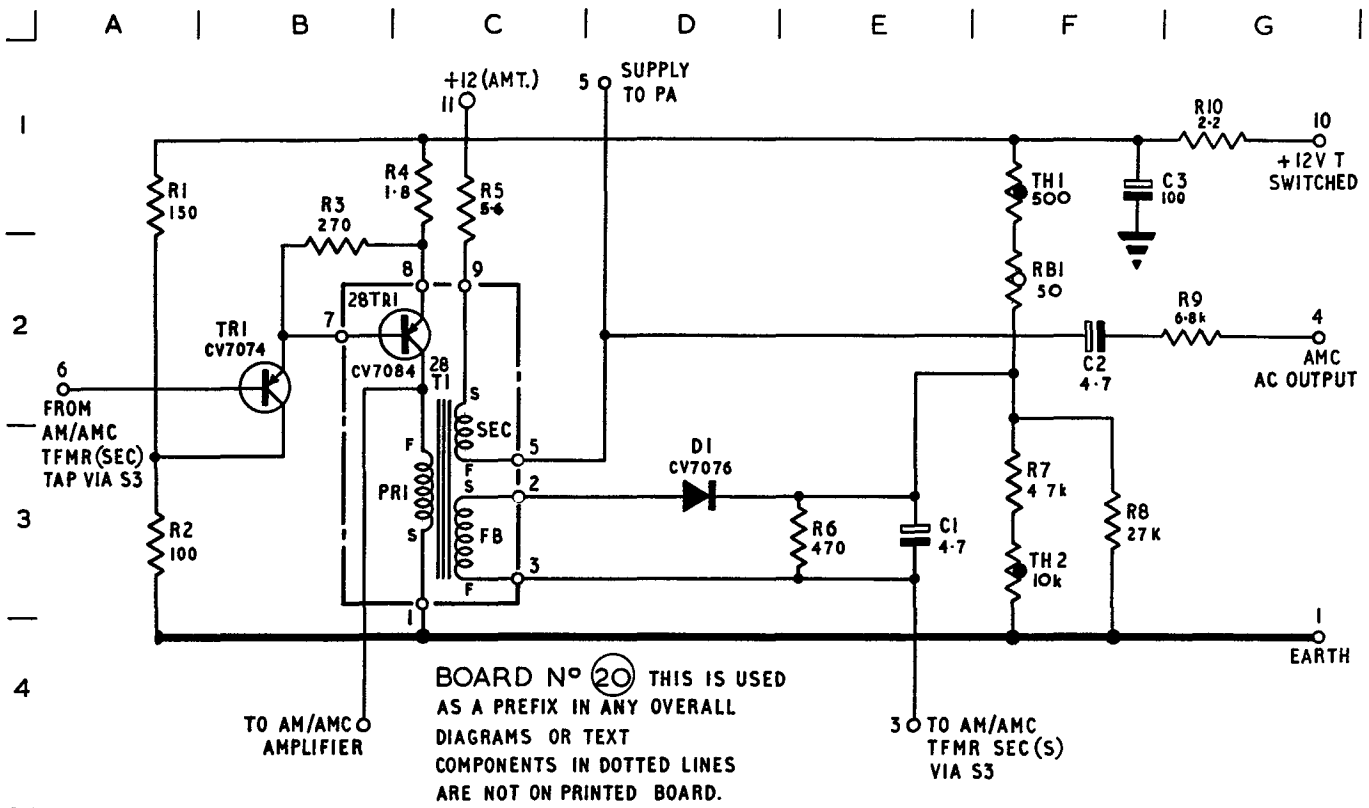 A B C D E F G
1
2
3
4
+12 (AMT.)
11
5
SUPPLY
TO PA
R10
2·2
10
+12V T
SWITCHED
R1
150
R4
1·8
R5
5·6
R3
270
TH1
500
C3
100
RB1
50
8
9
28TR1
7
CV7084
28
T1
TR1
CV7074
6
FROM
AM/AMC
TFMR (SEC)
TAP VIA S3
R9
6·8k
4
AMC
AC OUTPUT
C2
4·7
S
SEC
F
5
F
PRI
S
S
FB
F
2
3
1
D1
CV7076
R6
470
C1
4·7
R7
4 7k
R8
27K
TH 2
10k
R2
100
1
EARTH
BOARD Nº 20 THIS IS USED
AS A PREFIX IN ANY OVERALL
DIAGRAMS OR TEXT
COMPONENTS IN DOTTED LINES
ARE NOT ON PRINTED BOARD.
TO AM/AMC
AMPLIFIER
3 TO AM/AMC
TFMR SEC (S)
VIA S3